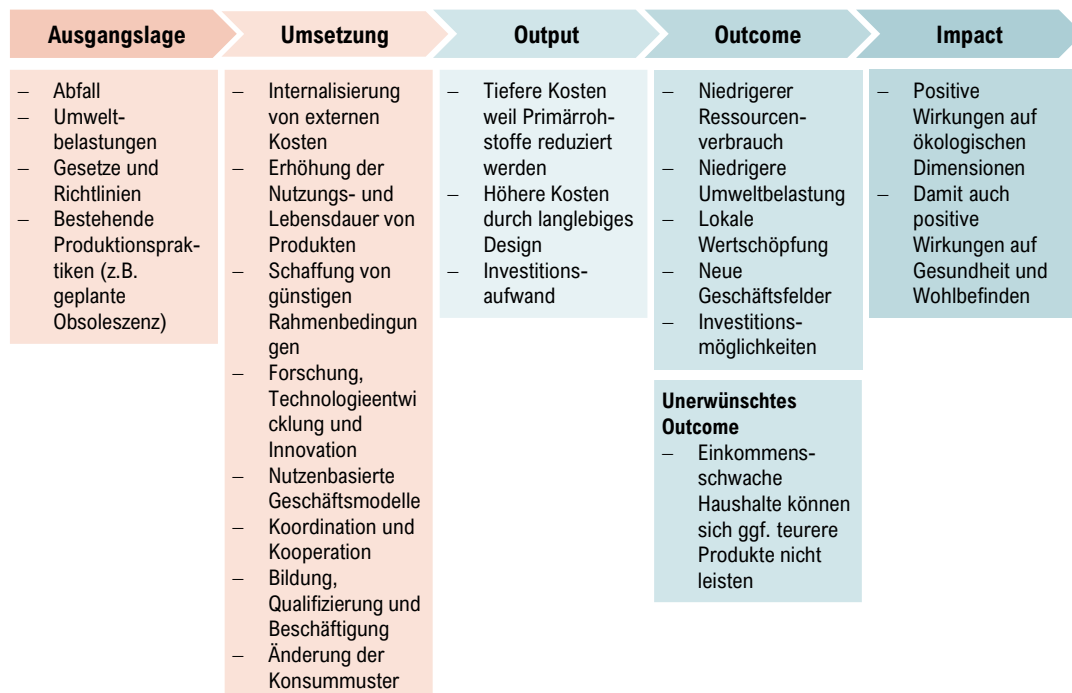 Ausgangslage
Umsetzung
Output
Outcome
Impact
– Abfall
– Umwelt-
belastungen
– Gesetze und
Richtlinien
– Bestehende
Produktionsprak-
tiken (z.B.
geplante
Obsoleszenz)
– Internalisierung
von externen
Kosten
– Erhöhung der
Nutzungs- und
Lebensdauer von
Produkten
– Schaffung von
günstigen
Rahmenbedingun
gen
– Forschung,
Technologieentwi
cklung und
Innovation
– Nutzenbasierte
Geschäftsmodelle
– Koordination und
Kooperation
– Bildung,
Qualifizierung und
Beschäftigung
– Änderung der
Konsummuster
– Tiefere Kosten
weil Primärroh-
stoffe reduziert
werden
– Höhere Kosten
durch langlebiges
Design
– Investitions-
aufwand
– Niedrigerer
Ressourcen-
verbrauch
– Niedrigere
Umweltbelastung
– Lokale
Wertschöpfung
– Neue
Geschäftsfelder
– Investitions-
möglichkeiten
Unerwünschtes
Outcome
– Einkommens-
schwache
Haushalte können
sich ggf. teurere
Produkte nicht
leisten
– Positive
Wirkungen auf
ökologischen
Dimensionen
– Damit auch
positive
Wirkungen auf
Gesundheit und
Wohlbefinden